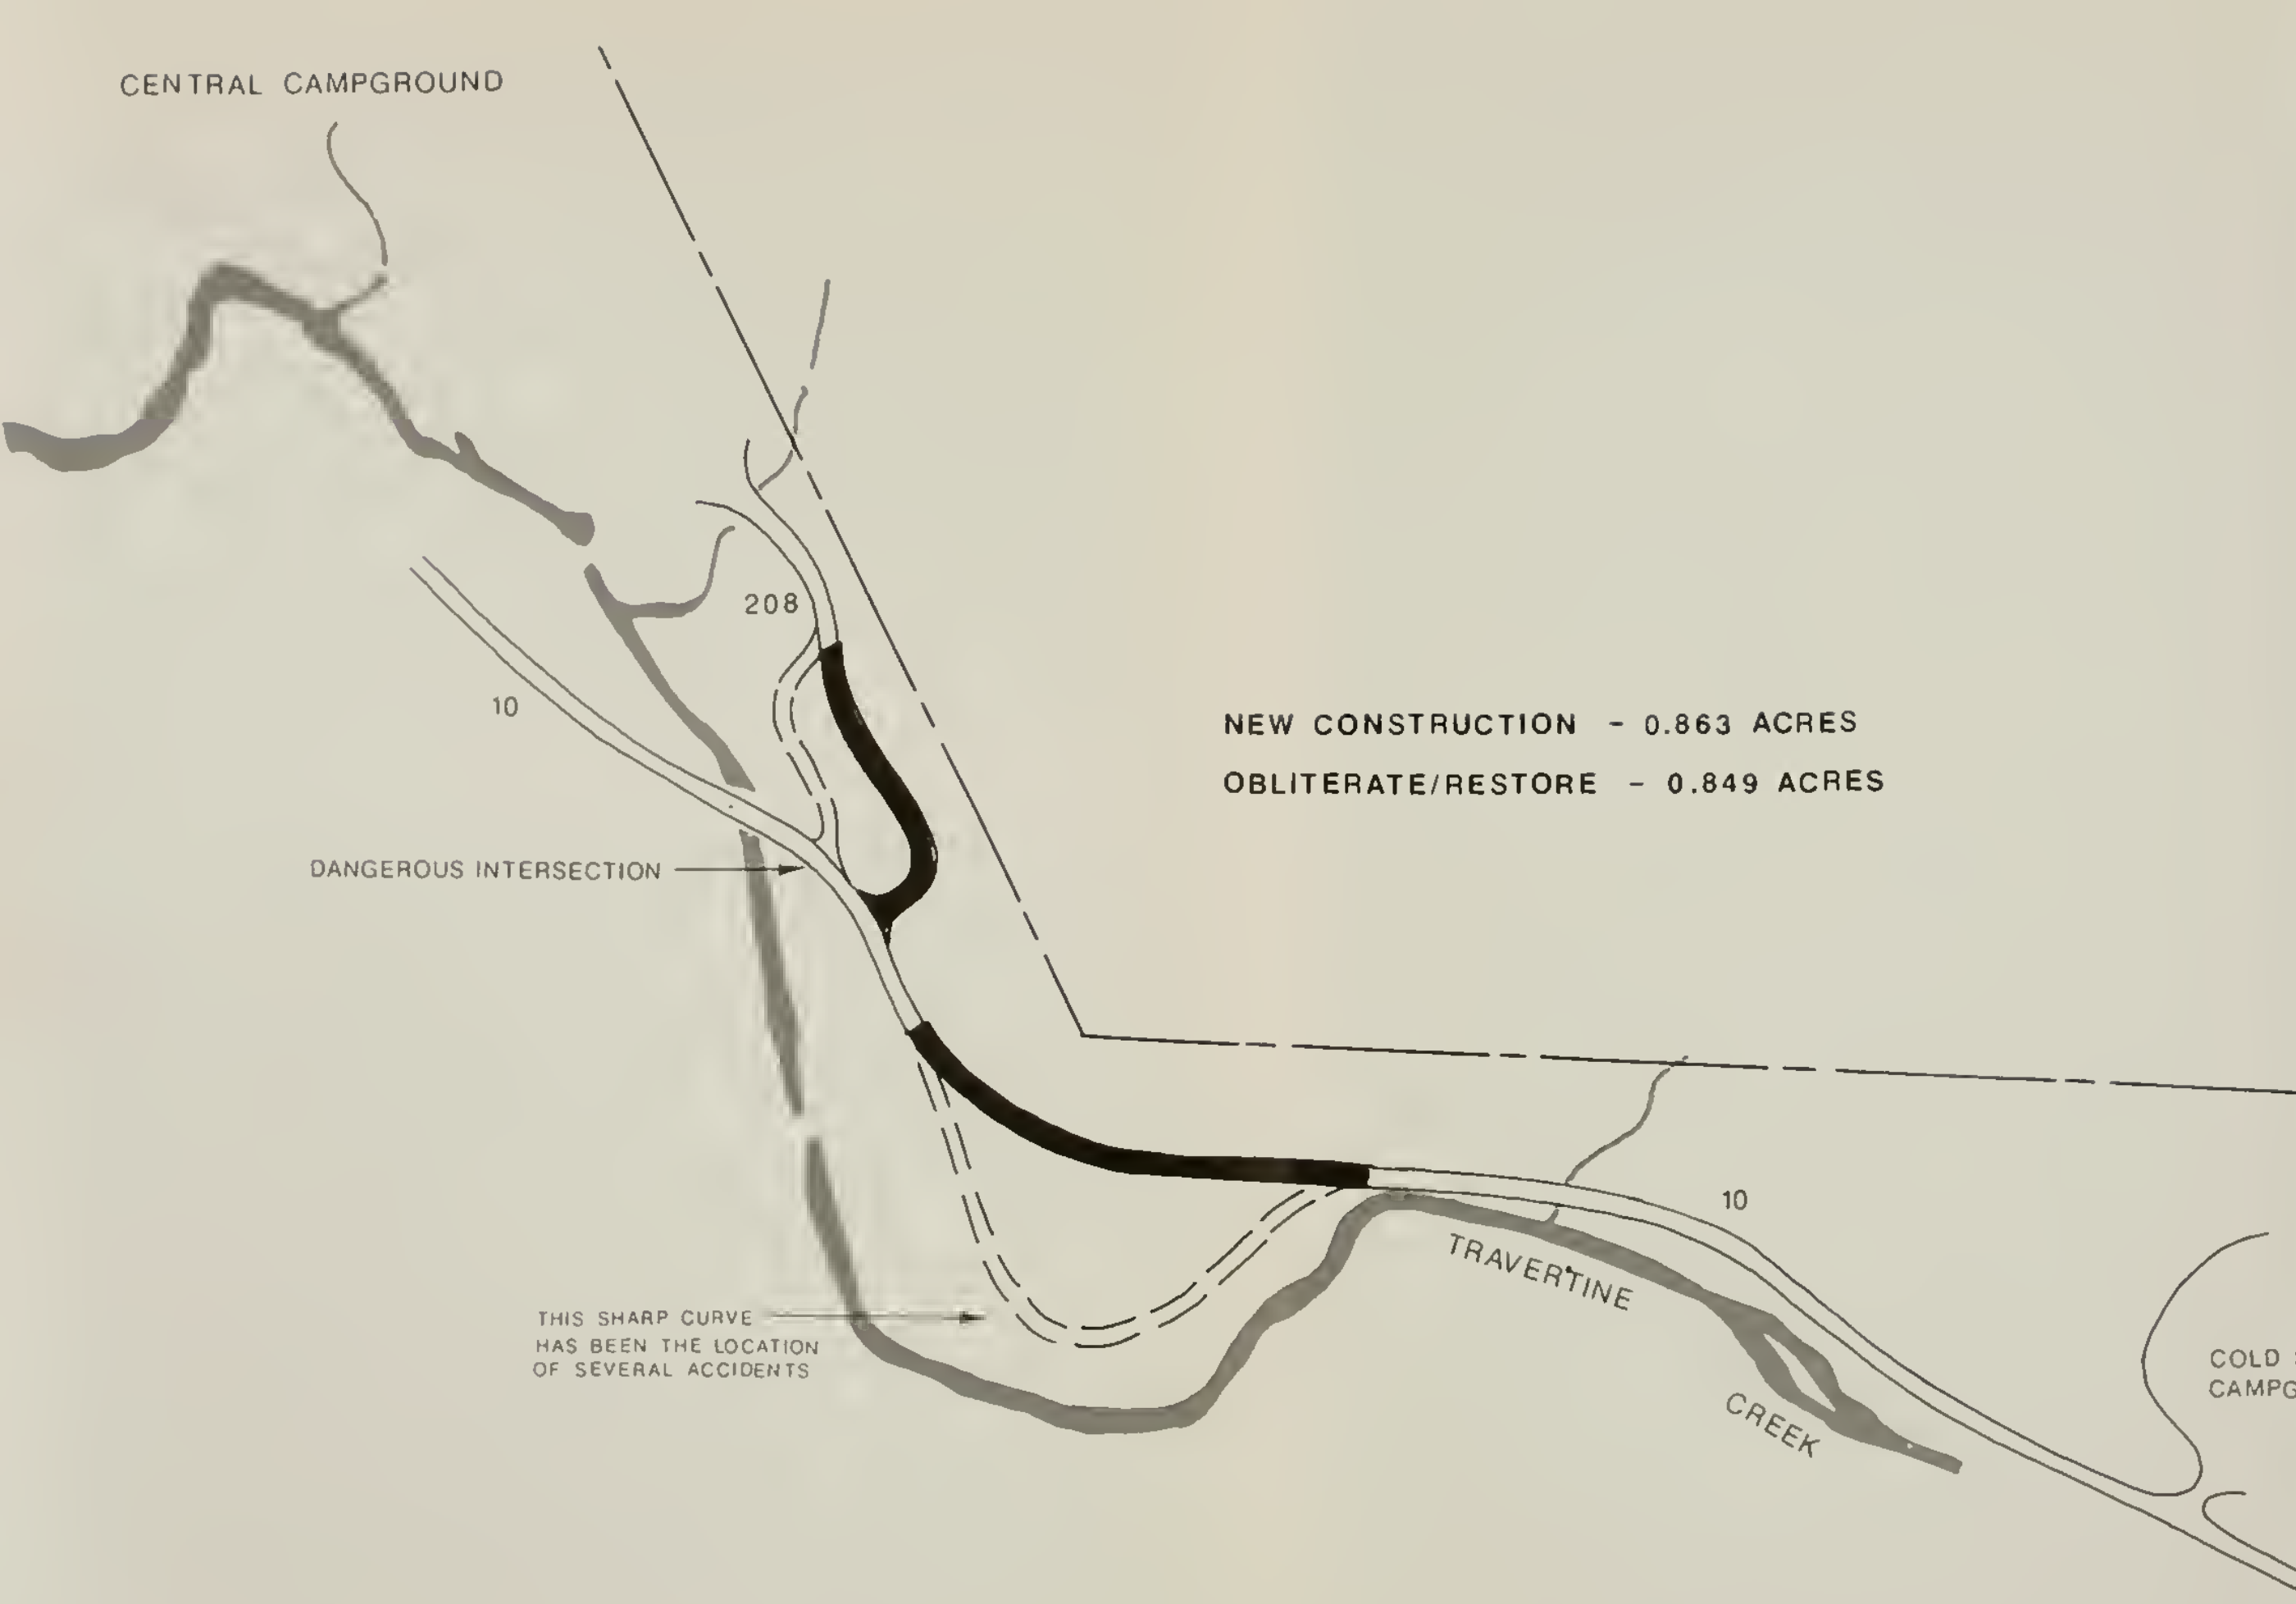 CENTRAL CAMPGROUND
208
10
NEW CONSTRUCTION - 0.863 ACRES
OBLITERATE/RESTORE - 0.849 ACRES
DANGEROUS INTERSECTION
10
TRAVERTINE
CREEK
THIS SHARP CURVE
HAS BEEN THE LOCATION
OF SEVERAL ACCIDENTS
COLD